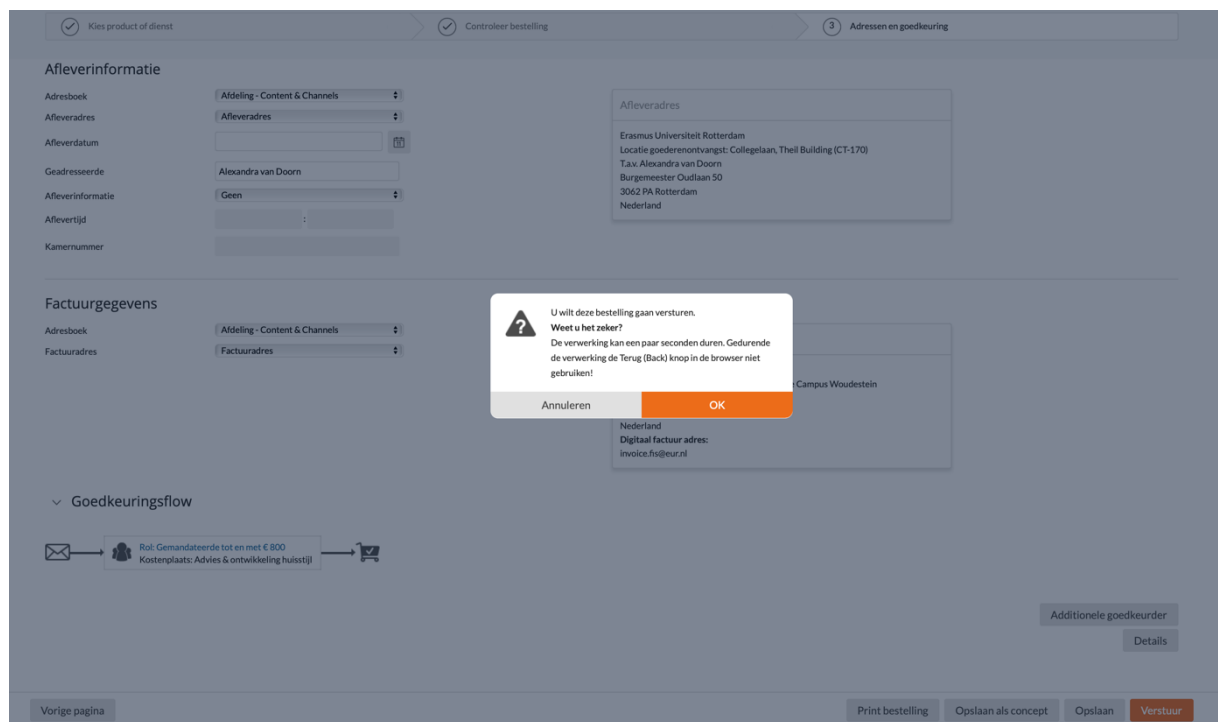 Kies product of dienst
Controleer bestelling
3 Adressen en goedkeuring
Afleverinformatie
Adresboek Afdeling - Content & Channels
Afleveradres Afleveradres
Afleverdatum
Geadresseerde Alexandra van Doorn
Afleverinformatie Geen
Aflevertijd :
Kamernummer
Afleveradres
Erasmus Universiteit Rotterdam
Locatie goederenontvangst: Collegelaan, Theil Building (CT-170)
T.a.v. Alexandra van Doorn
Burgemeester Oudlaan 50
3062 PA Rotterdam
Nederland
Factuurgegevens
Adresboek Afdeling - Content & Channels
Factuuradres Factuuradres
Campus Woudestein
Nederland
Digitaal factuur adres:
invoice.fis@eur.nl
U wilt deze bestelling gaan versturen.
Weet u het zeker?
De verwerking kan een paar seconden duren. Gedurende
de verwerking de Terug (Back) knop in de browser niet
gebruiken!
Annuleren OK
Goedkeuringsflow
Rol: Gemandateerde tot en met € 800
Kostenplaats: Advies & ontwikkeling huisstijl
Additionele goedkeurder
Details
Vorige pagina Print bestelling Opslaan als concept Opslaan Verstuur